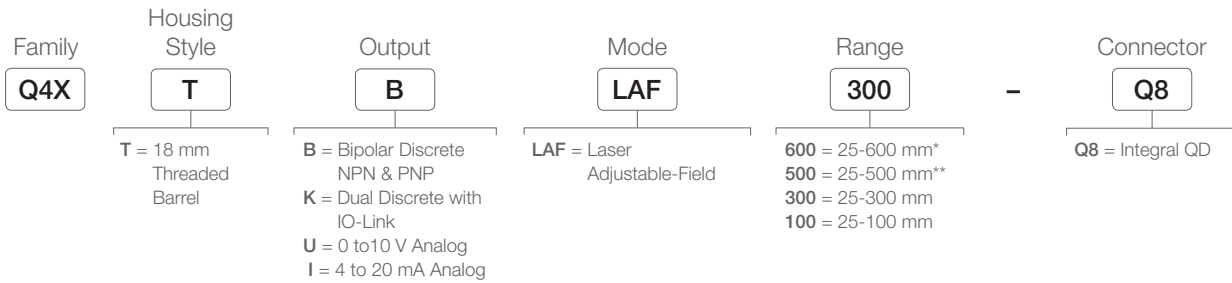 Family
Housing
Style
Output
Mode
Range
Connector
Q4X
T
B
LAF
300
–
Q8
T = 18 mm
Threaded
Barrel
B = Bipolar Discrete
NPN & PNP
K = Dual Discrete with
IO-Link
U = 0 to10 V Analog
I = 4 to 20 mA Analog
LAF = Laser
Adjustable-Field
600 = 25-600 mm*
500 = 25-500 mm**
300 = 25-300 mm
100 = 25-100 mm
Q8 = Integral QD